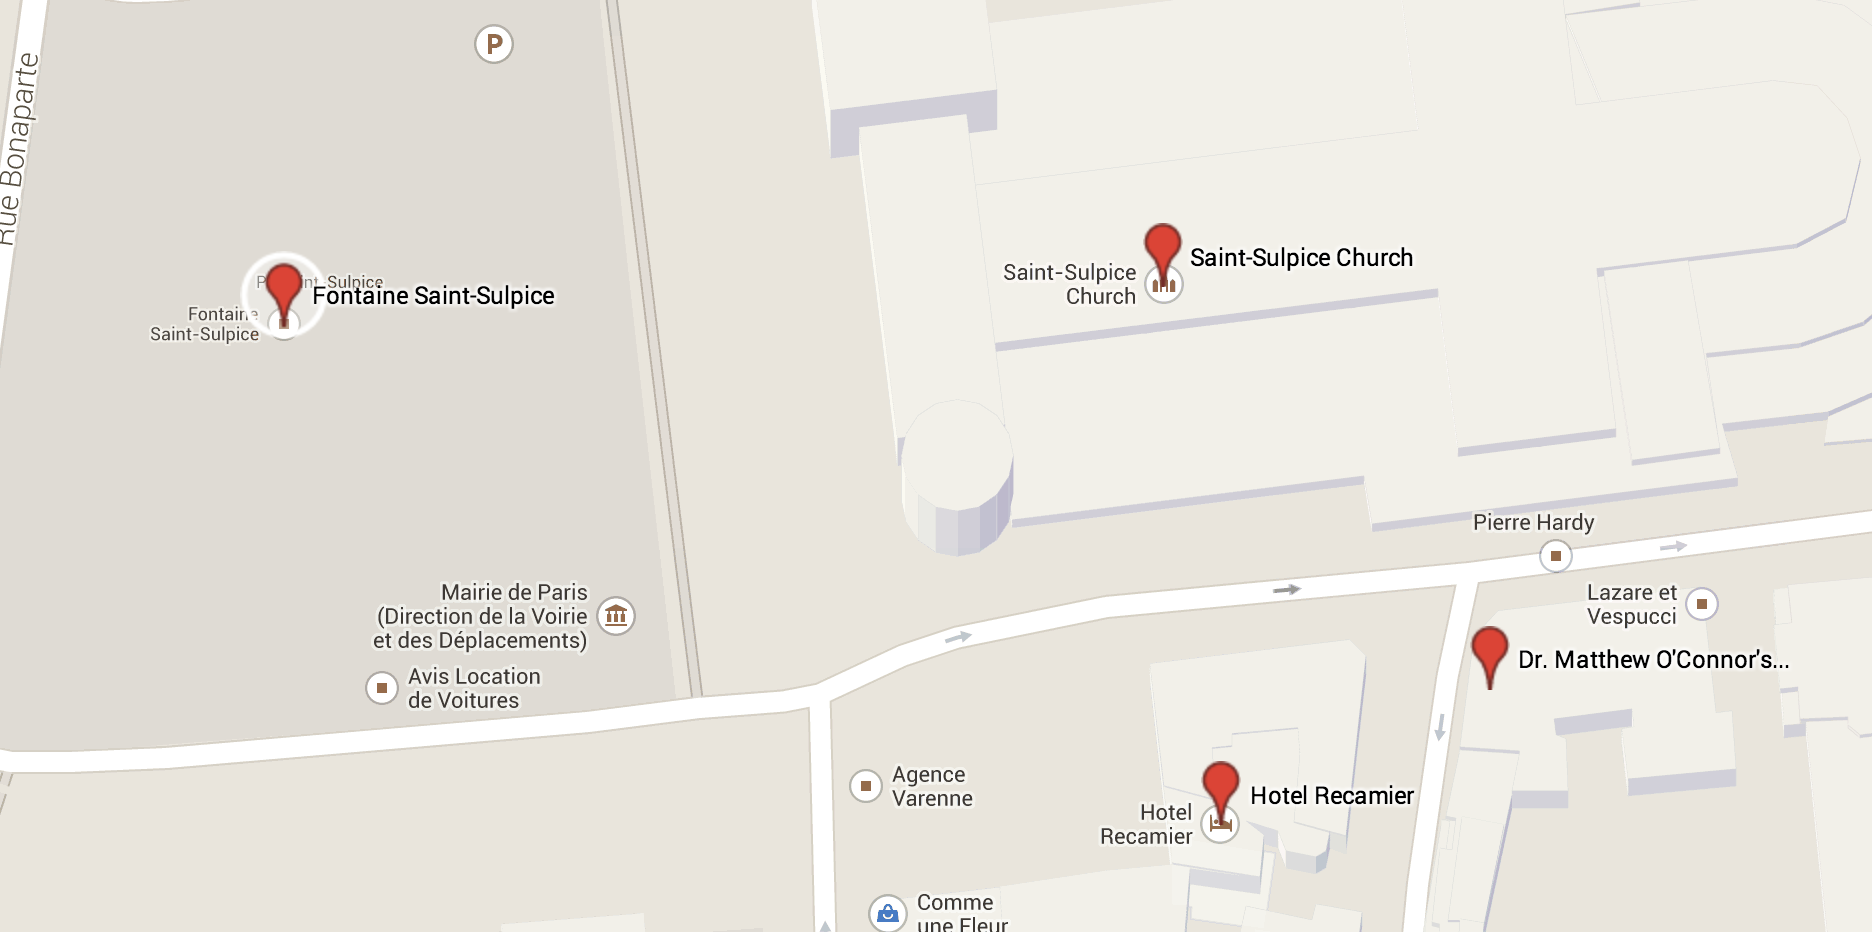 P
Rue Bonaparte
Saint-Sulpice
Fontaine Saint-Sulpice
Fontaine
Saint-Sulpice
Saint-Sulpice Church
Saint-Sulpice
Church
Pierre Hardy
Mairie de Paris
(Direction de la Voirie
et des Déplacements)
Avis Location
de Voitures
Lazare et
Vespucci
Dr. Matthew O'Connor's...
Agence
Varenne
Hotel Recamier
Hotel
Recamier
Comme
une Fleur